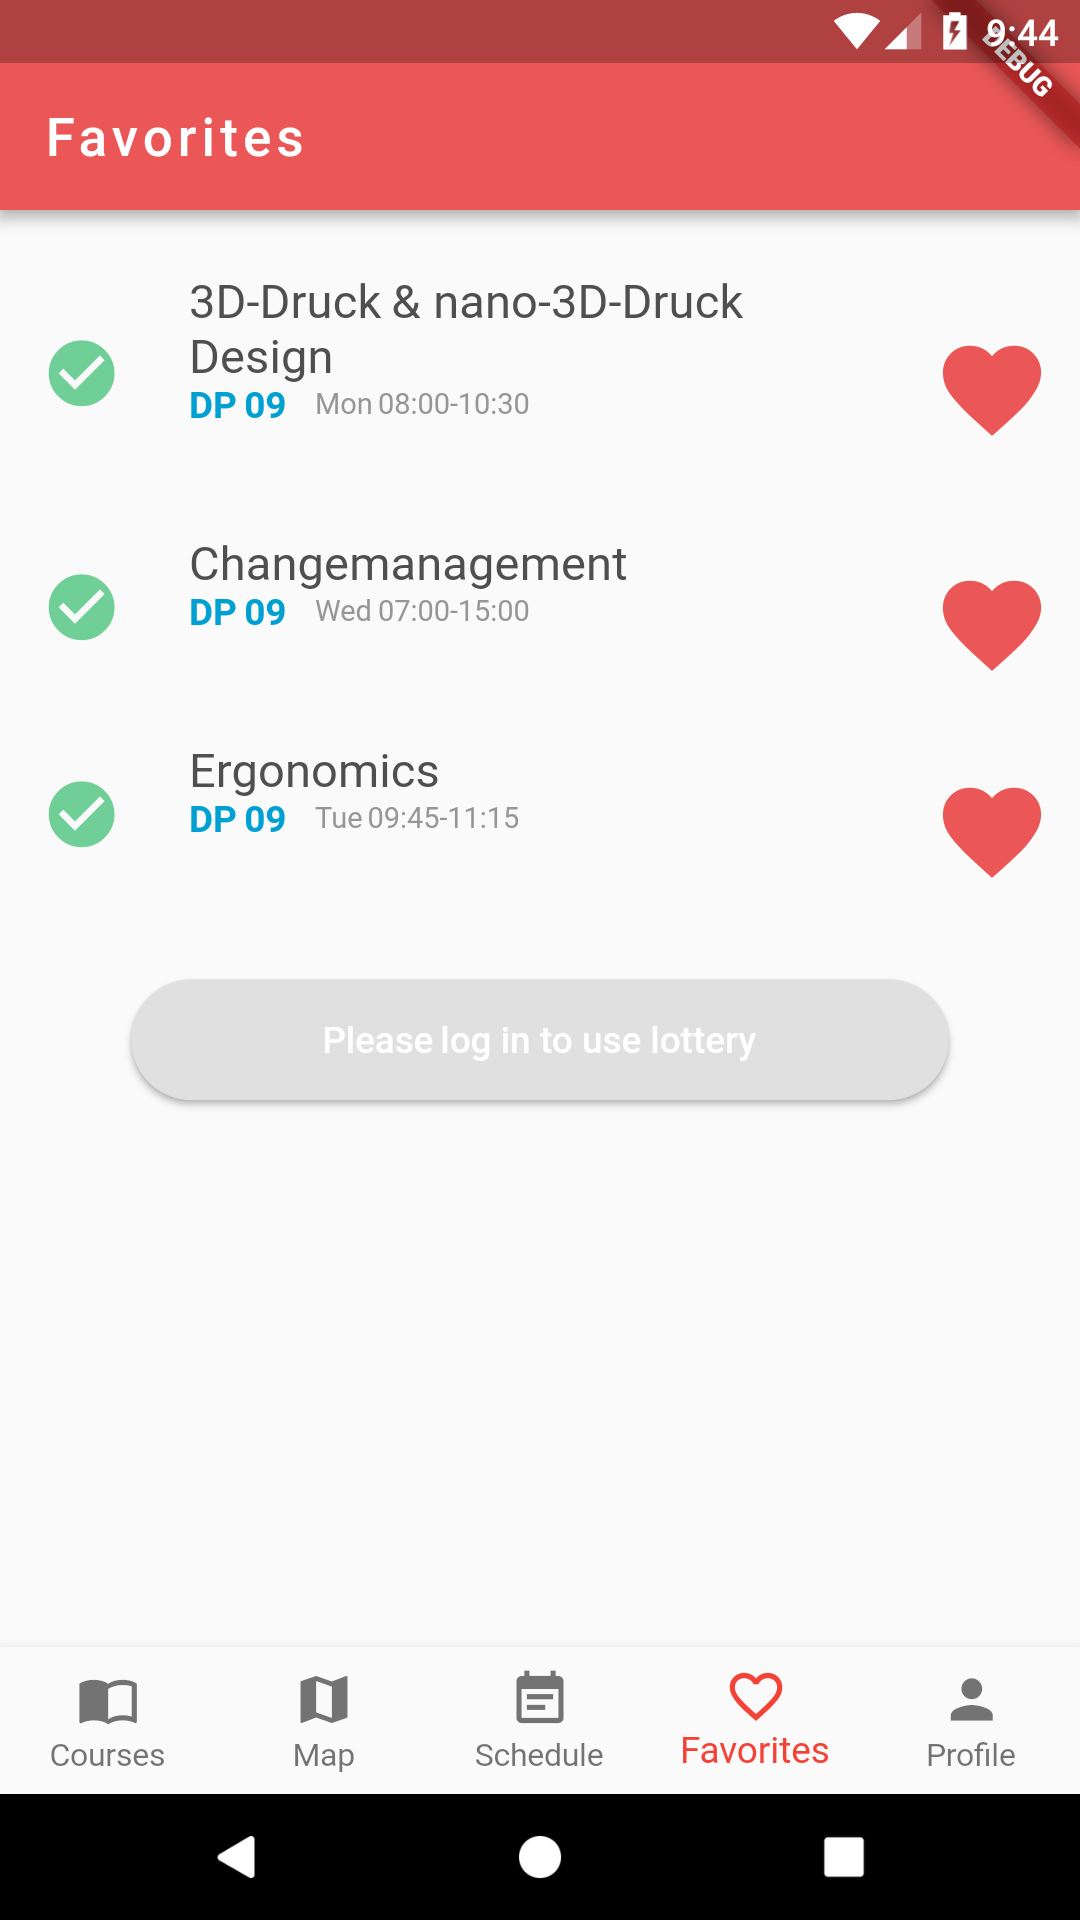 9:44
DEBUG
Favorites
3D-Druck & nano-3D-Druck
Design
DP 09 Mon 08:00-10:30
Changemanagement
DP 09 Wed 07:00-15:00
Ergonomics
DP 09 Tue 09:45-11:15
Please log in to use lottery
Courses Map Schedule Favorites Profile